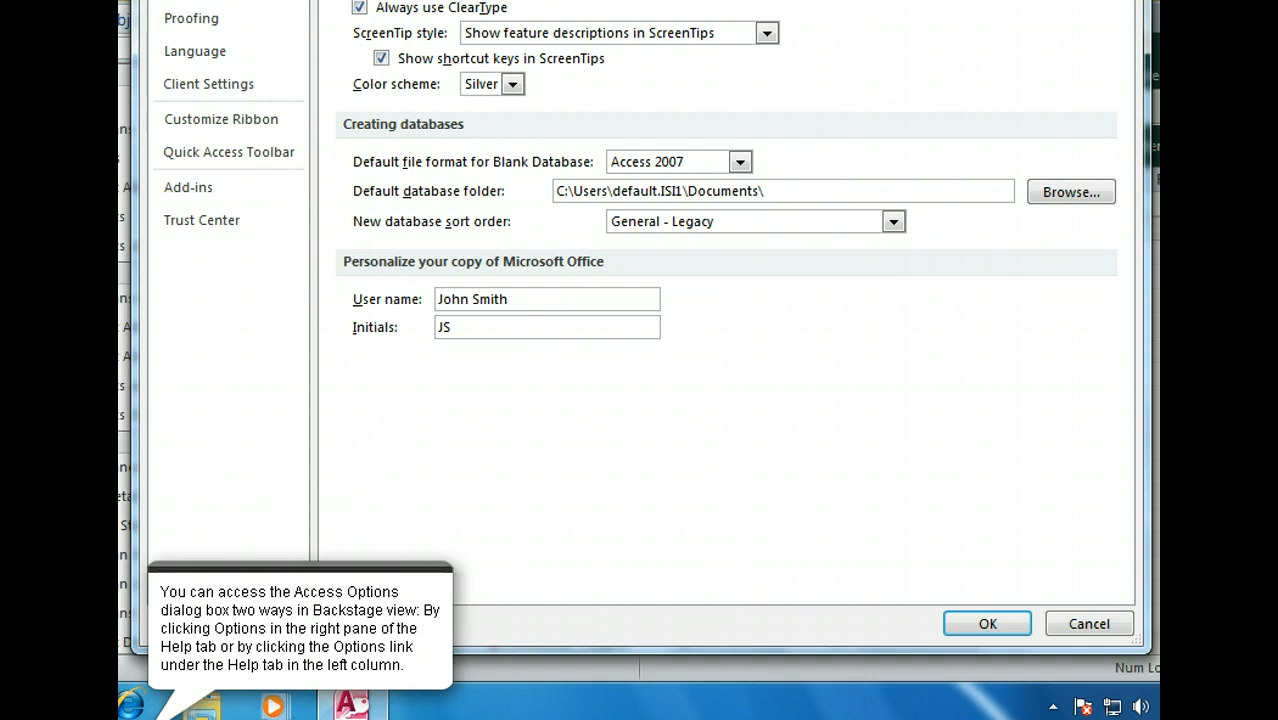 Always use ClearType
Proofing
ScreenTip style: Show feature descriptions in ScreenTips
Language
Show shortcut keys in ScreenTips
Client Settings
Color scheme: Silver
Customize Ribbon
Creating databases
Quick Access Toolbar
Default file format for Blank Database: Access 2007
Add-ins
Default database folder: C:\Users\default.ISI1\Documents\ Browse...
Trust Center
New database sort order: General - Legacy
Personalize your copy of Microsoft Office
User name: John Smith
Initials: JS
You can access the Access Options
dialog box two ways in Backstage view: By
clicking Options in the right pane of the
Help tab or by clicking the Options link
under the Help tab in the left column.
OK Cancel
Num